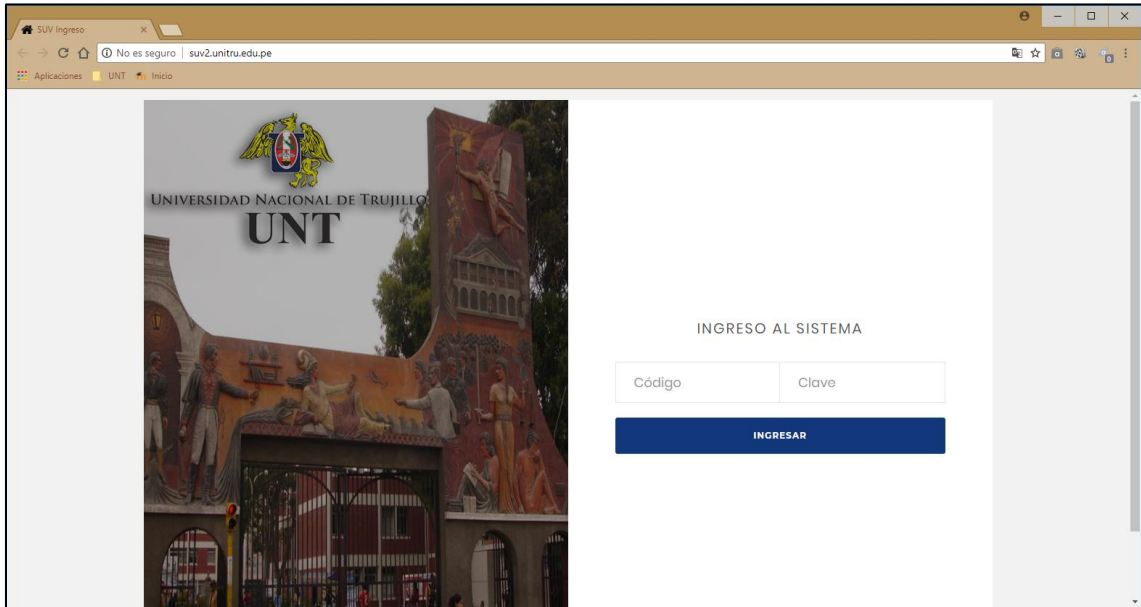 SUV Ingreso
No es seguro | suv2.unitru.edu.pe
Aplicaciones UNT Inicio
UNIVERSIDAD NACIONAL DE TRUJILLO
UNT
INGRESO AL SISTEMA
Código Clave
INGRESAR